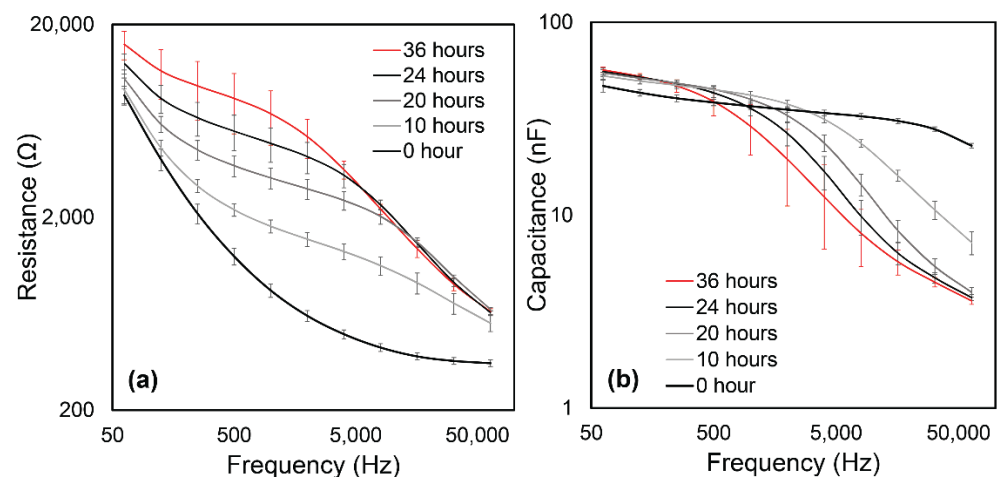 20,000
2,000
200
Resistance (Ω)
36 hours
24 hours
20 hours
10 hours
0 hour
(a)
50
500
5,000
50,000
Frequency (Hz)
100
10
1
Capacitance (nF)
36 hours
24 hours
20 hours
10 hours
0 hour
(b)
50
500
5,000
50,000
Frequency (Hz)